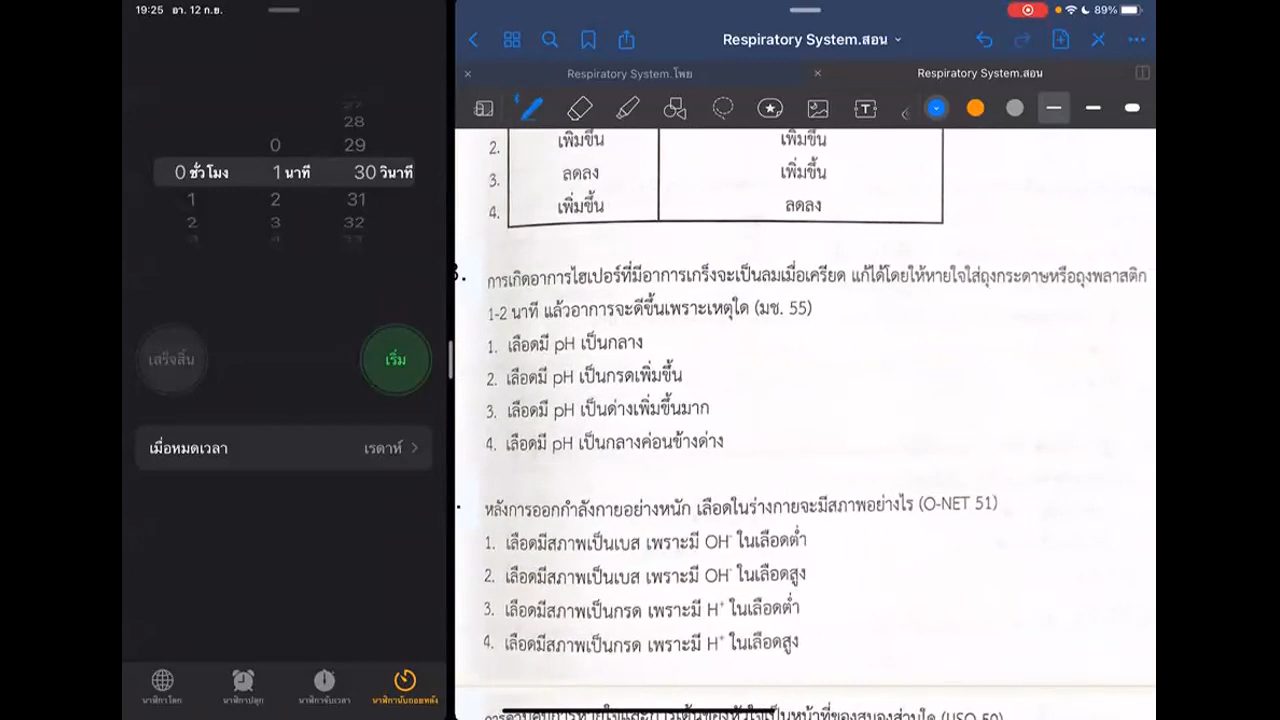 19:25 อา. 12 ก.ย.
28
0 29
0 ชั่วโมง 1 นาที 30 วินาที
1 2 31
2 3 32
เสร็จสิ้น เริ่ม
เมื่อหมดเวลา เรดาห์
นาฬิกาโลก นาฬิกาปลุก นาฬิกาจับเวลา นาฬิกานับถอยหลัง
89%
Respiratory System.สอน
Respiratory System.โพย
Respiratory System.สอน
2. เพิ่มขึ้น เพิ่มขึ้น
3. ลดลง เพิ่มขึ้น
4. เพิ่มขึ้น ลดลง
การเกิดอาการไฮเปอร์ที่มีอาการเกร็งจะเป็นลมเมื่อเครียด แก้ได้โดยให้หายใจใส่ถุงกระดาษหรือถุงพลาสติก
1-2 นาที แล้วอาการจะดีขึ้นเพราะเหตุใด (มช. 55)
1. เลือดมี pH เป็นกลาง
2. เลือดมี pH เป็นกรดเพิ่มขึ้น
3. เลือดมี pH เป็นด่างเพิ่มขึ้นมาก
4. เลือดมี pH เป็นกลางค่อนข้างด่าง
หลังการออกกำลังกายอย่างหนัก เลือดในร่างกายจะมีสภาพอย่างไร (O-NET 51)
1. เลือดมีสภาพเป็นเบส เพราะมี OH⁻ ในเลือดต่ำ
2. เลือดมีสภาพเป็นเบส เพราะมี OH⁻ ในเลือดสูง
3. เลือดมีสภาพเป็นกรด เพราะมี H⁺ ในเลือดต่ำ
4. เลือดมีสภาพเป็นกรด เพราะมี H⁺ ในเลือดสูง